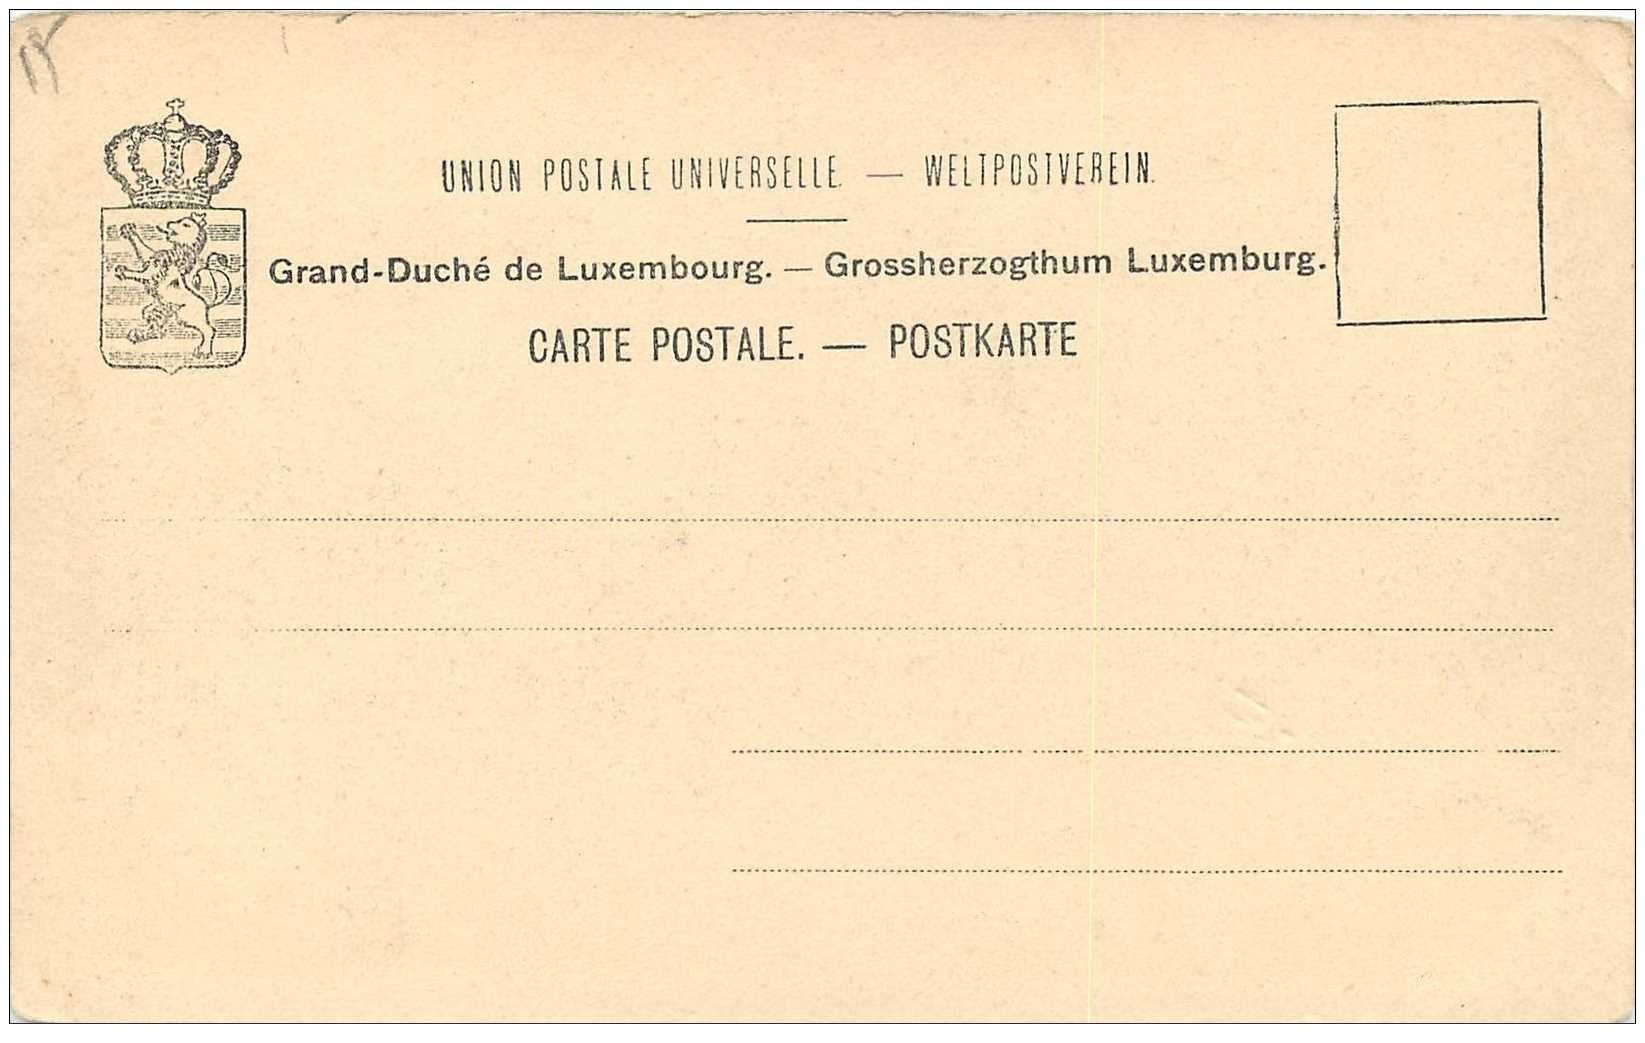 UNION POSTALE UNIVERSELLE. — WELTPOSTVEREIN.
Grand-Duché de Luxembourg. — Grossherzogthum Luxemburg.
CARTE POSTALE. — POSTKARTE